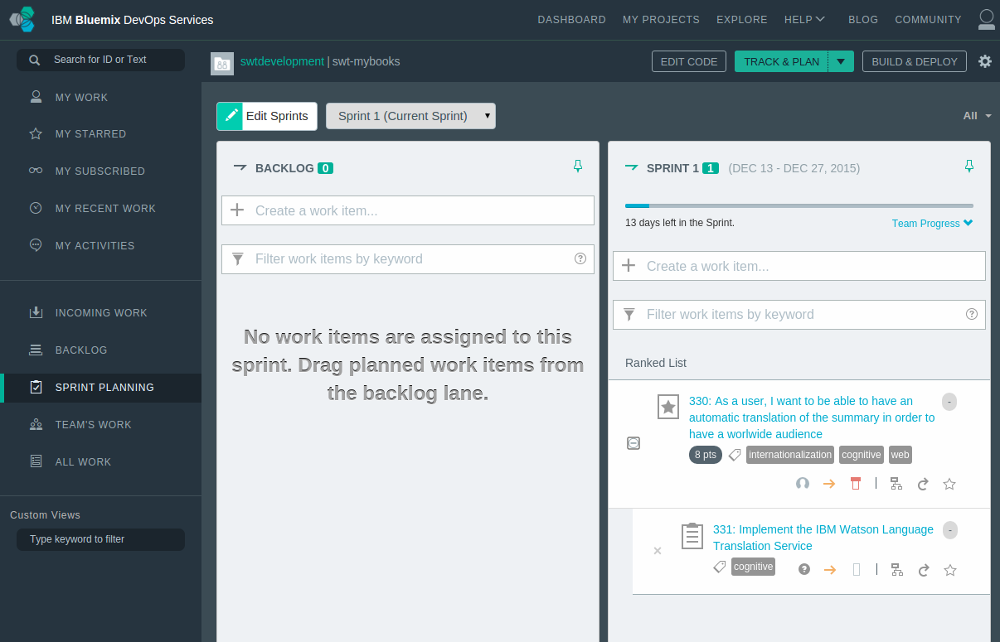 IBM Bluemix DevOps Services
DASHBOARD MY PROJECTS EXPLORE HELP BLOG COMMUNITY
Search for ID or Text
swtdevelopment | swt-mybooks
EDIT CODE
TRACK & PLAN
BUILD & DEPLOY
MY WORK
MY STARRED
MY SUBSCRIBED
MY RECENT WORK
MY ACTIVITIES
INCOMING WORK
BACKLOG
SPRINT PLANNING
TEAM'S WORK
ALL WORK
Custom Views
Type keyword to filter
Edit Sprints
Sprint 1 (Current Sprint)
All
BACKLOG 0
Create a work item...
Filter work items by keyword
?
No work items are assigned to this
sprint. Drag planned work items from
the backlog lane.
SPRINT 1 1 (DEC 13 - DEC 27, 2015)
13 days left in the Sprint.
Team Progress
Create a work item...
Filter work items by keyword
?
Ranked List
330: As a user, I want to be able to have an
automatic translation of the summary in order to
have a worlwide audience
-
8 pts internationalization cognitive web
331: Implement the IBM Watson Language
Translation Service
-
cognitive
?